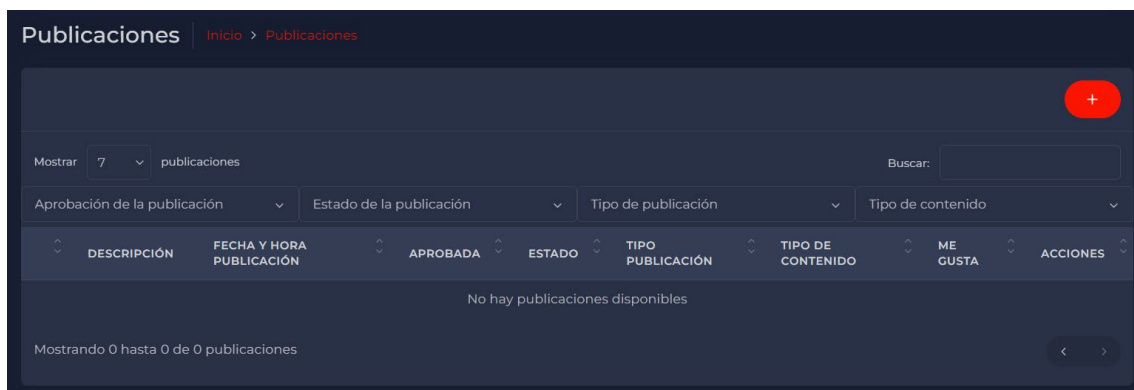 Publicaciones Inicio > Publicaciones
+
Mostrar 7 publicaciones Buscar:
Aprobación de la publicación Estado de la publicación Tipo de publicación Tipo de contenido
DESCRIPCIÓN FECHA Y HORA PUBLICACIÓN APROBADA ESTADO TIPO PUBLICACIÓN TIPO DE CONTENIDO ME GUSTA ACCIONES
No hay publicaciones disponibles
Mostrando 0 hasta 0 de 0 publicaciones